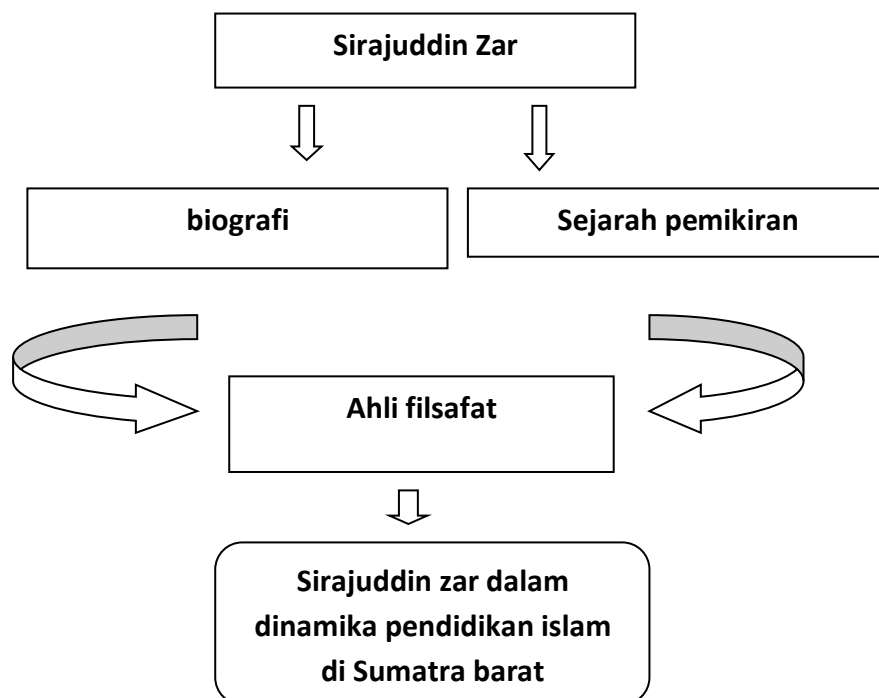 Sirajuddin Zar
biografi
Sejarah pemikiran
Ahli filsafat
Sirajuddin zar dalam
dinamika pendidikan islam
di Sumatra barat